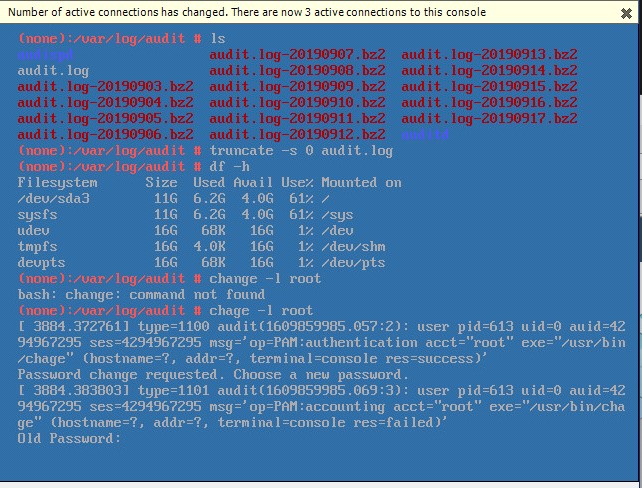 Number of active connections has changed. There are now 3 active connections to this console
(none):/var/log/audit # ls
audispd audit.log-20190907.bz2 audit.log-20190913.bz2
audit.log audit.log-20190908.bz2 audit.log-20190914.bz2
audit.log-20190903.bz2 audit.log-20190909.bz2 audit.log-20190915.bz2
audit.log-20190904.bz2 audit.log-20190910.bz2 audit.log-20190916.bz2
audit.log-20190905.bz2 audit.log-20190911.bz2 audit.log-20190917.bz2
audit.log-20190906.bz2 audit.log-20190912.bz2 auditd
(none):/var/log/audit # truncate -s 0 audit.log
(none):/var/log/audit # df -h
Filesystem Size Used Avail Use% Mounted on
/dev/sda3 11G 6.2G 4.0G 61% /
sysfs 11G 6.2G 4.0G 61% /sys
udev 16G 68K 16G 1% /dev
tmpfs 16G 4.0K 16G 1% /dev/shm
devpts 16G 68K 16G 1% /dev/pts
(none):/var/log/audit # change -l root
bash: change: command not found
(none):/var/log/audit # chage -l root
[ 3884.372761] type=1100 audit(1609859985.057:2): user pid=613 uid=0 auid=42
94967295 ses=4294967295 msg='op=PAM:authentication acct="root" exe="/usr/bin
/chage" (hostname=?, addr=?, terminal=console res=success)'
Password change requested. Choose a new password.
[ 3884.383803] type=1101 audit(1609859985.069:3): user pid=613 uid=0 auid=42
94967295 ses=4294967295 msg='op=PAM:accounting acct="root" exe="/usr/bin/cha
ge" (hostname=?, addr=?, terminal=console res=failed)'
Old Password: